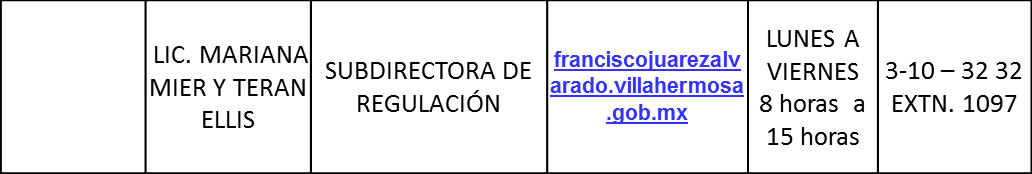 LIC. MARIANA
MIER Y TERAN
ELLIS
SUBDIRECTORA DE
REGULACIÓN
franciscojuarezalv
arado.villahermosa
.gob.mx
LUNES A
VIERNES
8 horas a
15 horas
3-10 – 32 32
EXTN. 1097